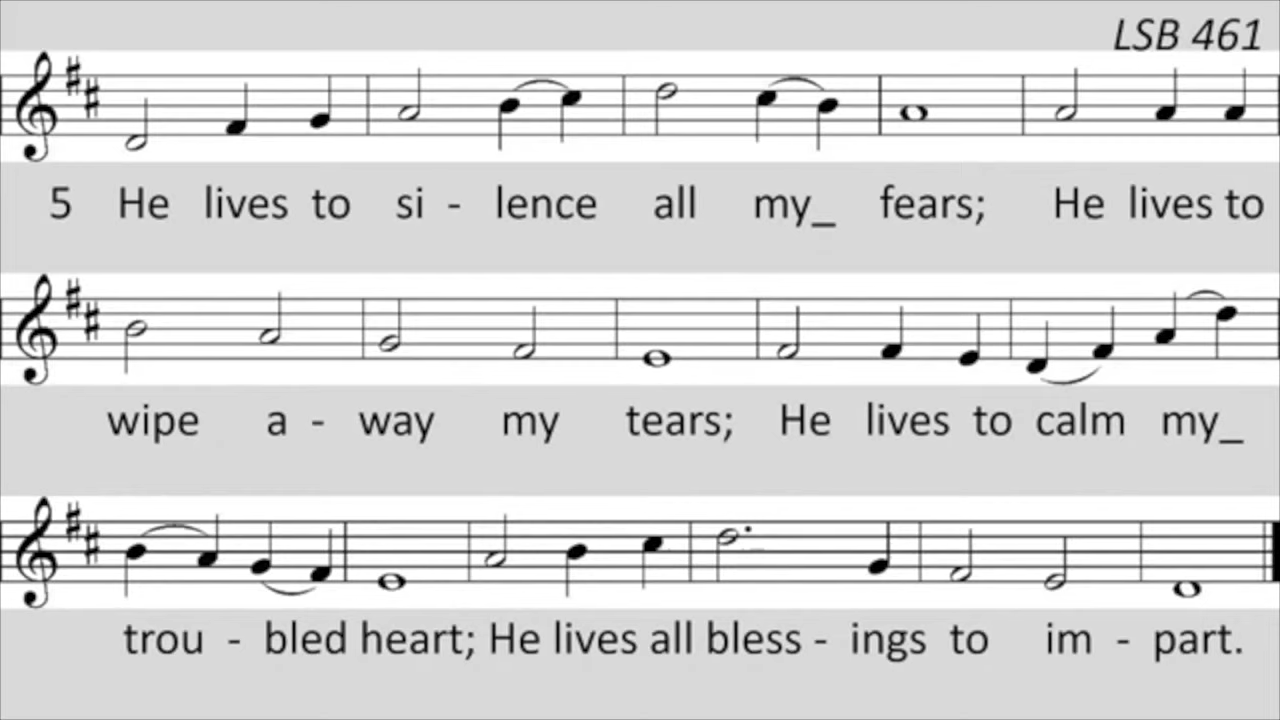 LSB 461
5 He lives to si - lence all my_ fears; He lives to
wipe a - way my tears; He lives to calm my_
trou - bled heart; He lives all bless - ings to im - part.